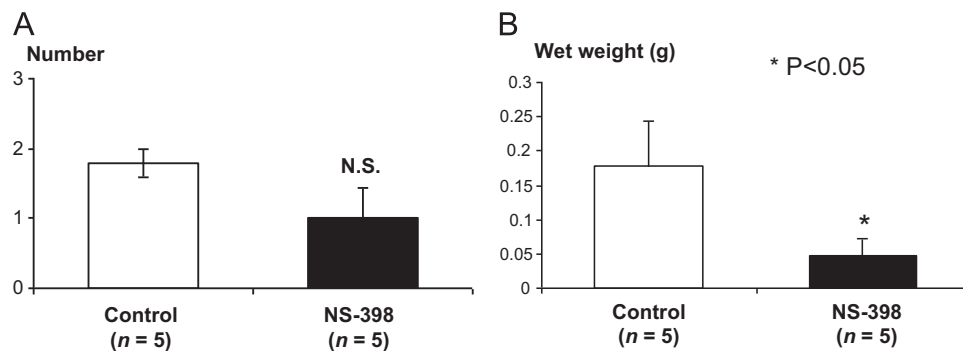 A
Number
3
2
1
0
N.S.
Control
(n = 5)
NS-398
(n = 5)
B
Wet weight (g)
* P<0.05
0.3
0.25
0.2
0.15
0.1
0.05
0
*
Control
(n = 5)
NS-398
(n = 5)